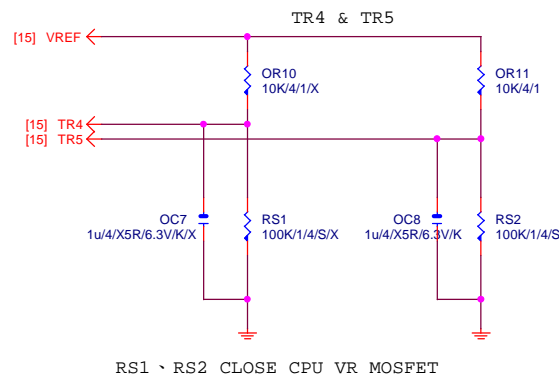 TR4 & TR5
[15] VREF
OR10
10K/4/1/X
OR11
10K/4/1
[15] TR4
[15] TR5
OC7
1u/4/X5R/6.3V/K/X
RS1
100K/1/4/S/X
OC8
1u/4/X5R/6.3V/K
RS2
100K/1/4/S
RS1、RS2 CLOSE CPU VR MOSFET